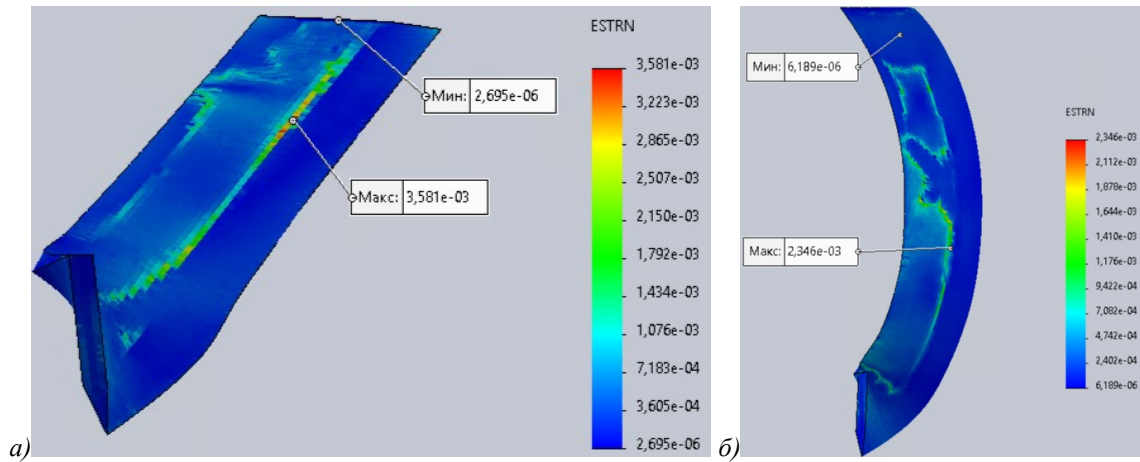 ESTRN
3,581e-03
3,223e-03
2,865e-03
2,507e-03
2,150e-03
1,792e-03
1,434e-03
1,076e-03
7,183e-04
3,605e-04
2,695e-06
Мин: 2,695e-06
Макс: 3,581e-03
а)
Мин: 6,189e-06
Макс: 2,346e-03
ESTRN
2,346e-03
2,112e-03
1,878e-03
1,644e-03
1,410e-03
1,176e-03
9,422e-04
7,082e-04
4,742e-04
2,402e-04
6,189e-06
б)